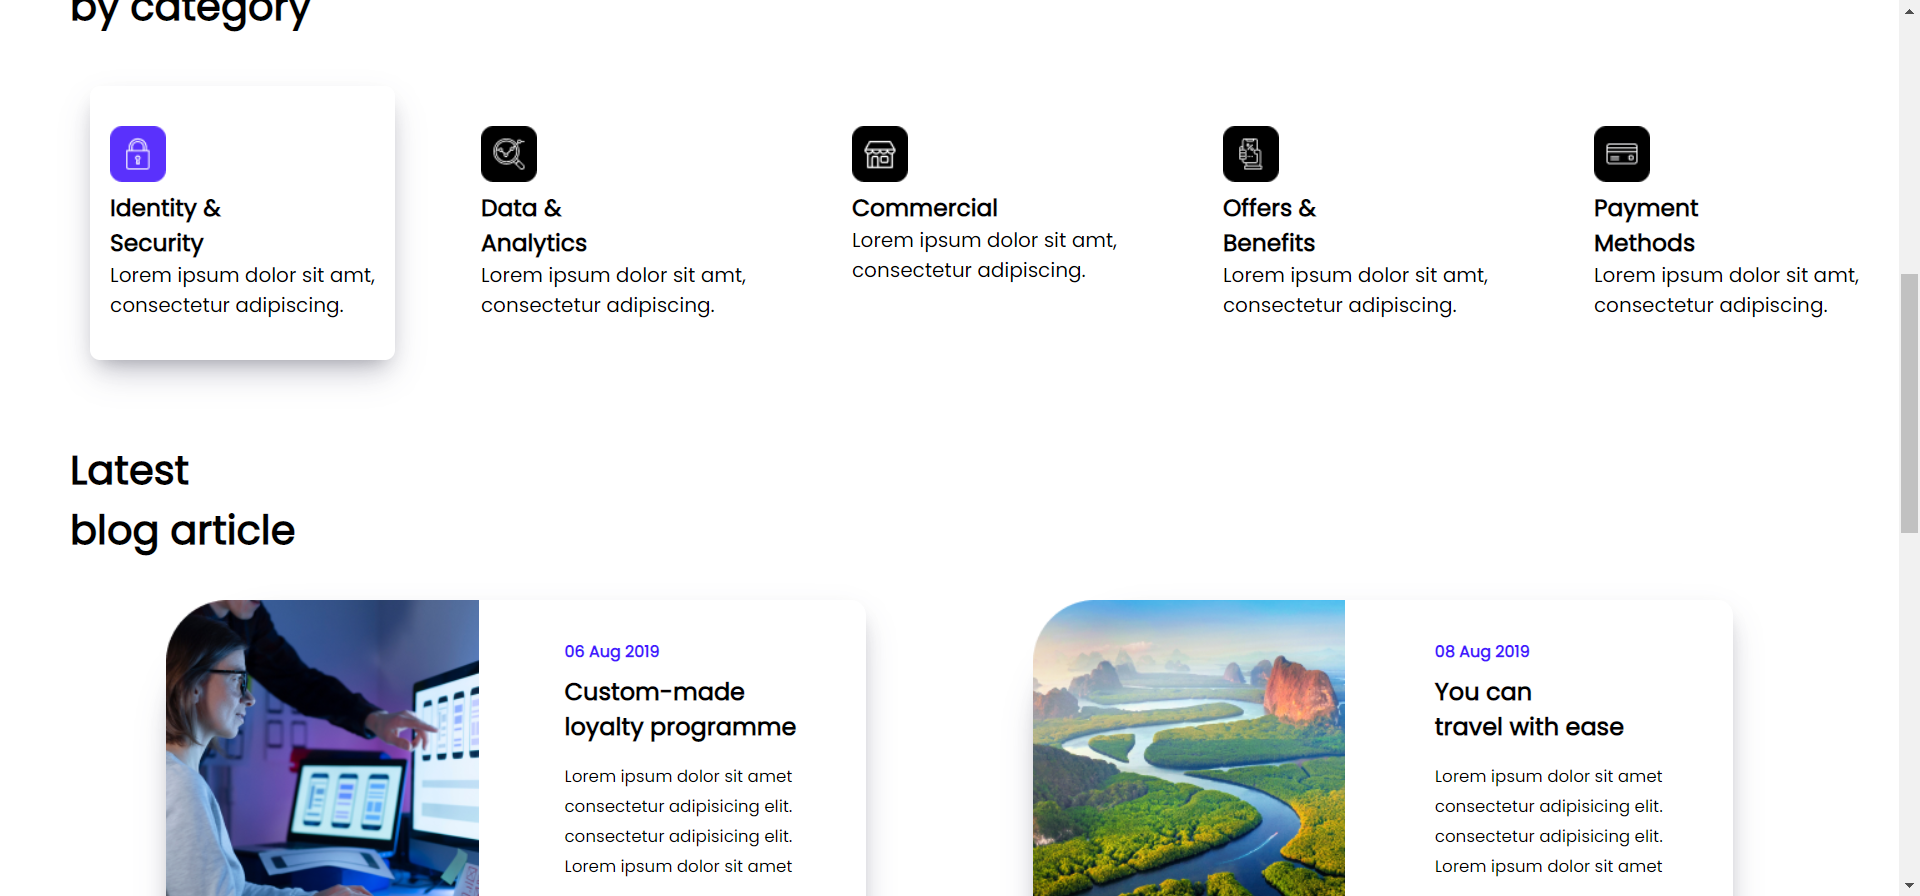 by category
Identity &
Security
Lorem ipsum dolor sit amt,
consectetur adipiscing.
Data &
Analytics
Lorem ipsum dolor sit amt,
consectetur adipiscing.
Commercial
Lorem ipsum dolor sit amt,
consectetur adipiscing.
Offers &
Benefits
Lorem ipsum dolor sit amt,
consectetur adipiscing.
Payment
Methods
Lorem ipsum dolor sit amt,
consectetur adipiscing.
Latest
blog article
06 Aug 2019
Custom-made
loyalty programme
Lorem ipsum dolor sit amet
consectetur adipisicing elit.
consectetur adipisicing elit.
Lorem ipsum dolor sit amet
08 Aug 2019
You can
travel with ease
Lorem ipsum dolor sit amet
consectetur adipisicing elit.
consectetur adipisicing elit.
Lorem ipsum dolor sit amet